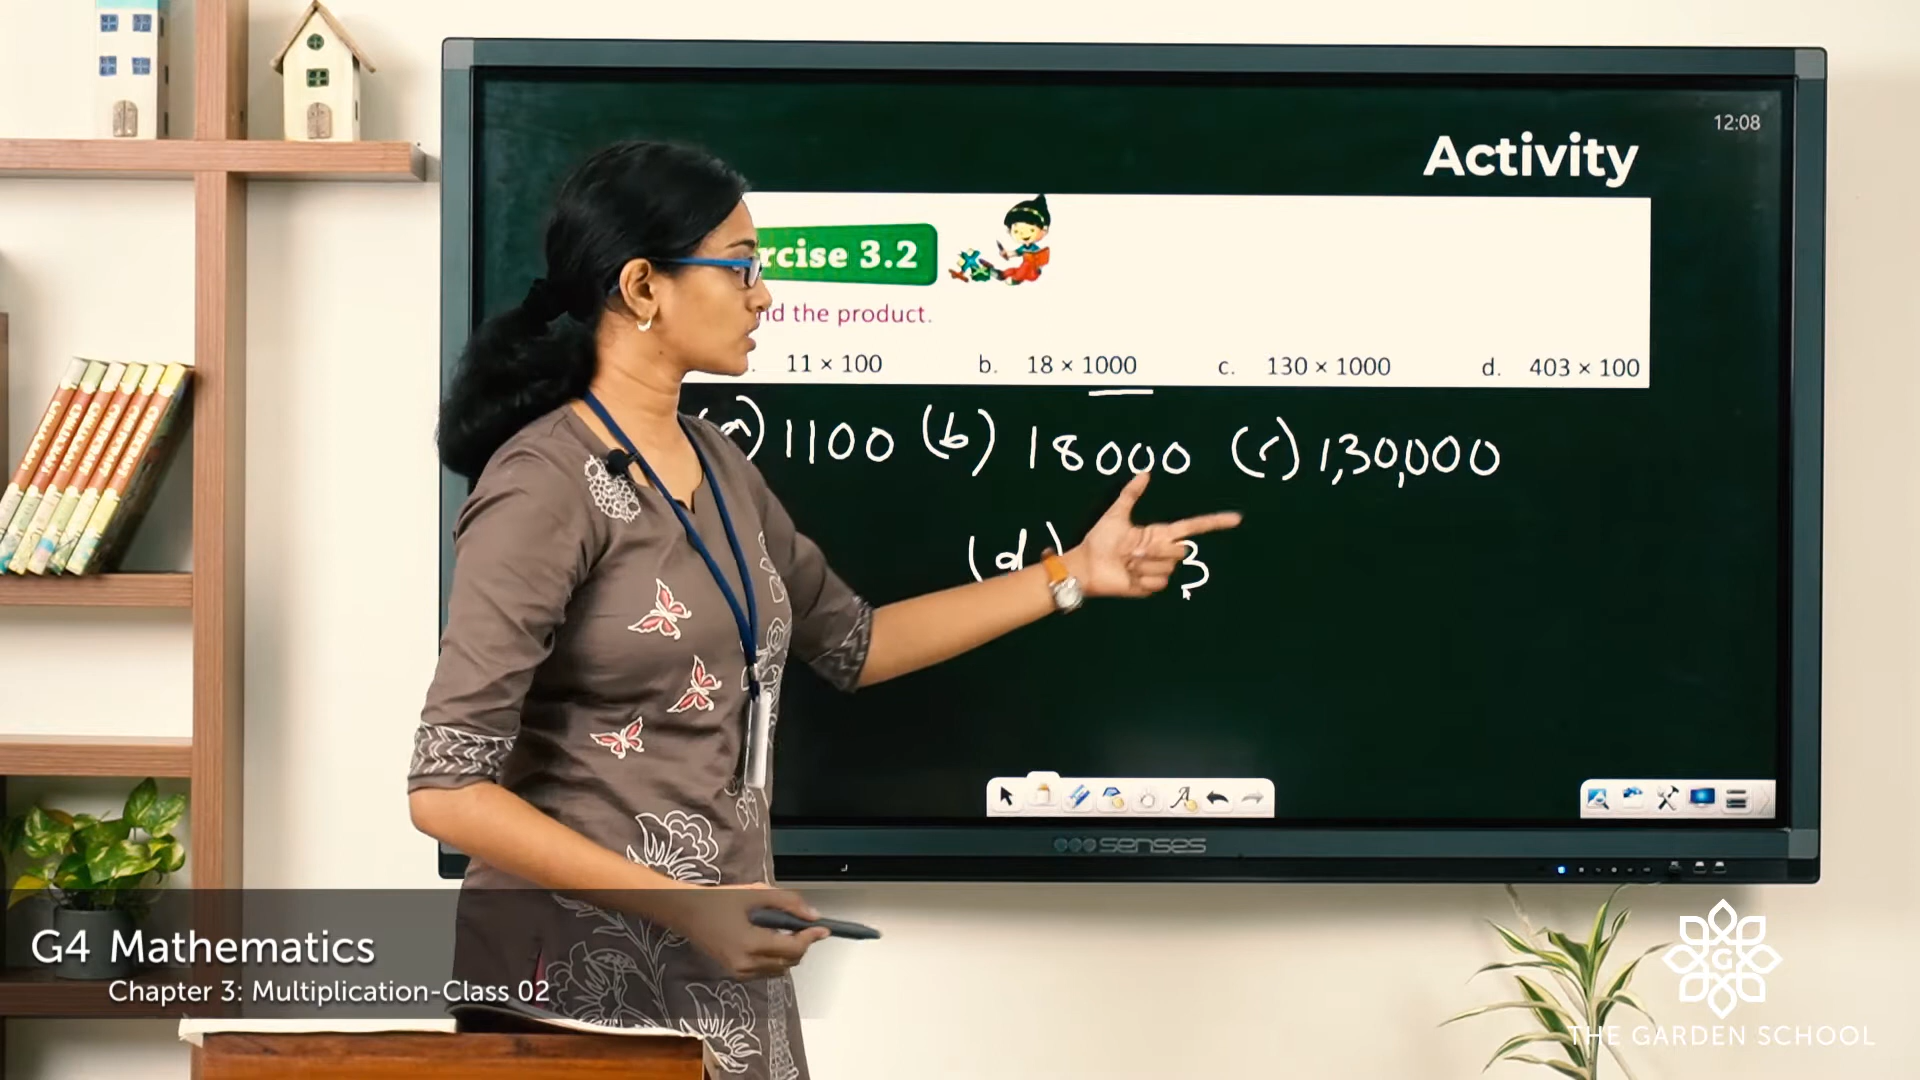 12:08
Activity
rcise 3.2
nd the product.
11 × 100 b. 18 × 1000 c. 130 × 1000 d. 403 × 100
(a) 1100 (b) 18000 (c) 1,30,000
(d) 3
senses
G4 Mathematics
Chapter 3: Multiplication-Class 02
G
THE GARDEN SCHOOL